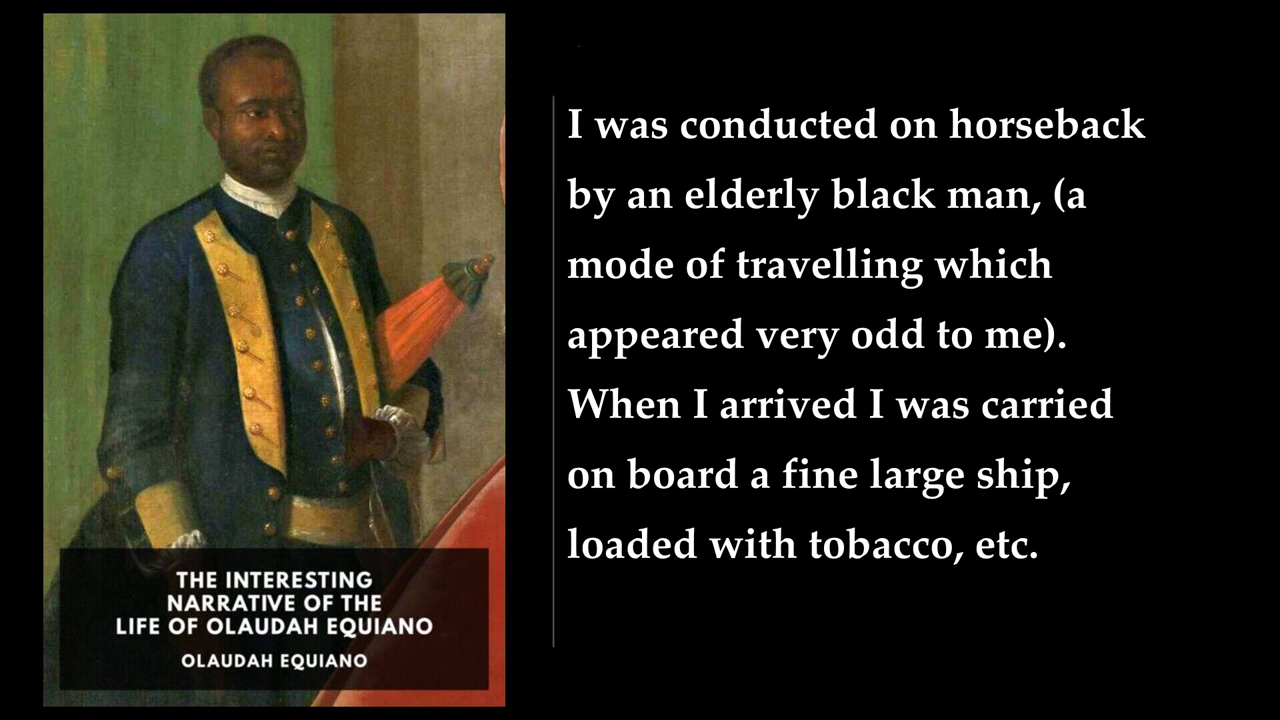 THE INTERESTING
NARRATIVE OF THE
LIFE OF OLAUDAH EQUIANO
OLAUDAH EQUIANO
I was conducted on horseback
by an elderly black man, (a
mode of travelling which
appeared very odd to me).
When I arrived I was carried
on board a fine large ship,
loaded with tobacco, etc.